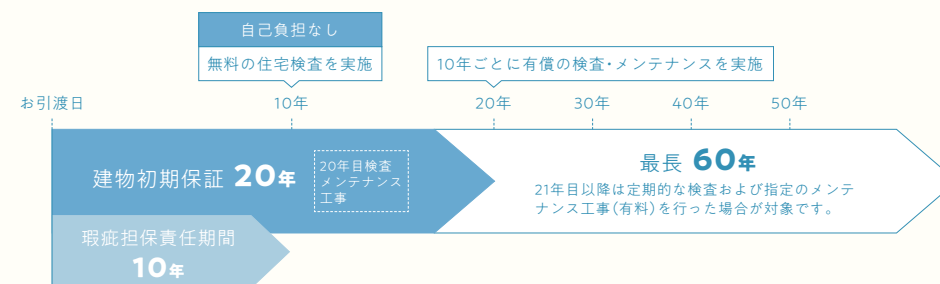 自己負担なし
無料の住宅検査を実施
10年ごとに有償の検査・メンテナンスを実施
お引渡日
10年
20年
30年
40年
50年
建物初期保証 20年
20年目検査
メンテナンス
工事
最長 60年
21年目以降は定期的な検査および指定のメンテ
ナンス工事(有料)を行った場合が対象です。
瑕疵担保責任期間
10年